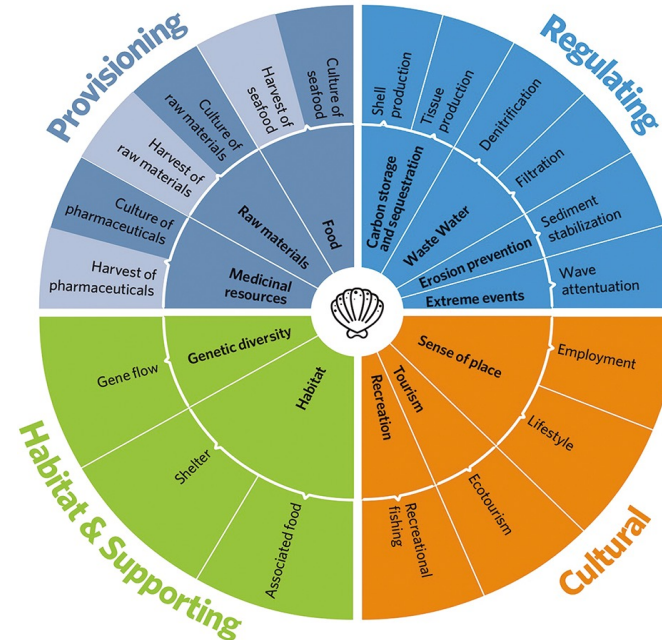 Provisioning
Culture of
seafood
Harvest of
seafood
Culture of
raw materials
Harvest of
raw materials
Culture of
pharmaceuticals
Harvest of
pharmaceuticals
Food
Raw materials
Medicinal
resources
Regulating
Shell
production
Tissue
production
Denitrification
Filtration
Sediment
stabilization
Wave
attentuation
Carbon storage
and sequestration
Waste Water
Erosion prevention
Extreme events
Cultural
Sense of place
Tourism
Recreation
Employment
Lifestyle
Ecotourism
Recreational
fishing
Habitat & Supporting
Genetic diversity
Habitat
Gene flow
Shelter
Associated food